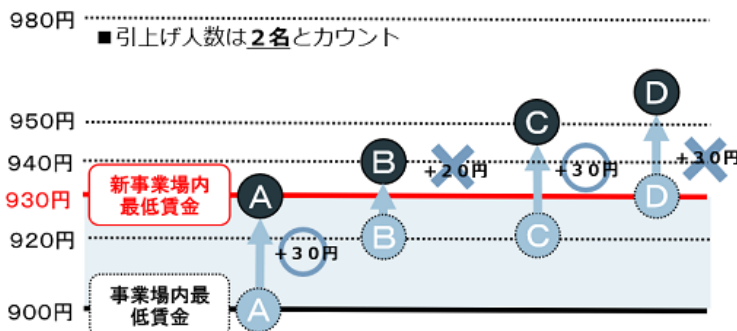 980円
■引上げ人数は２名とカウント
950円
940円
930円
920円
900円
新事業場内
最低賃金
事業場内最
低賃金
A
A
+３０円
B
B
+２０円
C
C
+３０円
D
D
+３０円